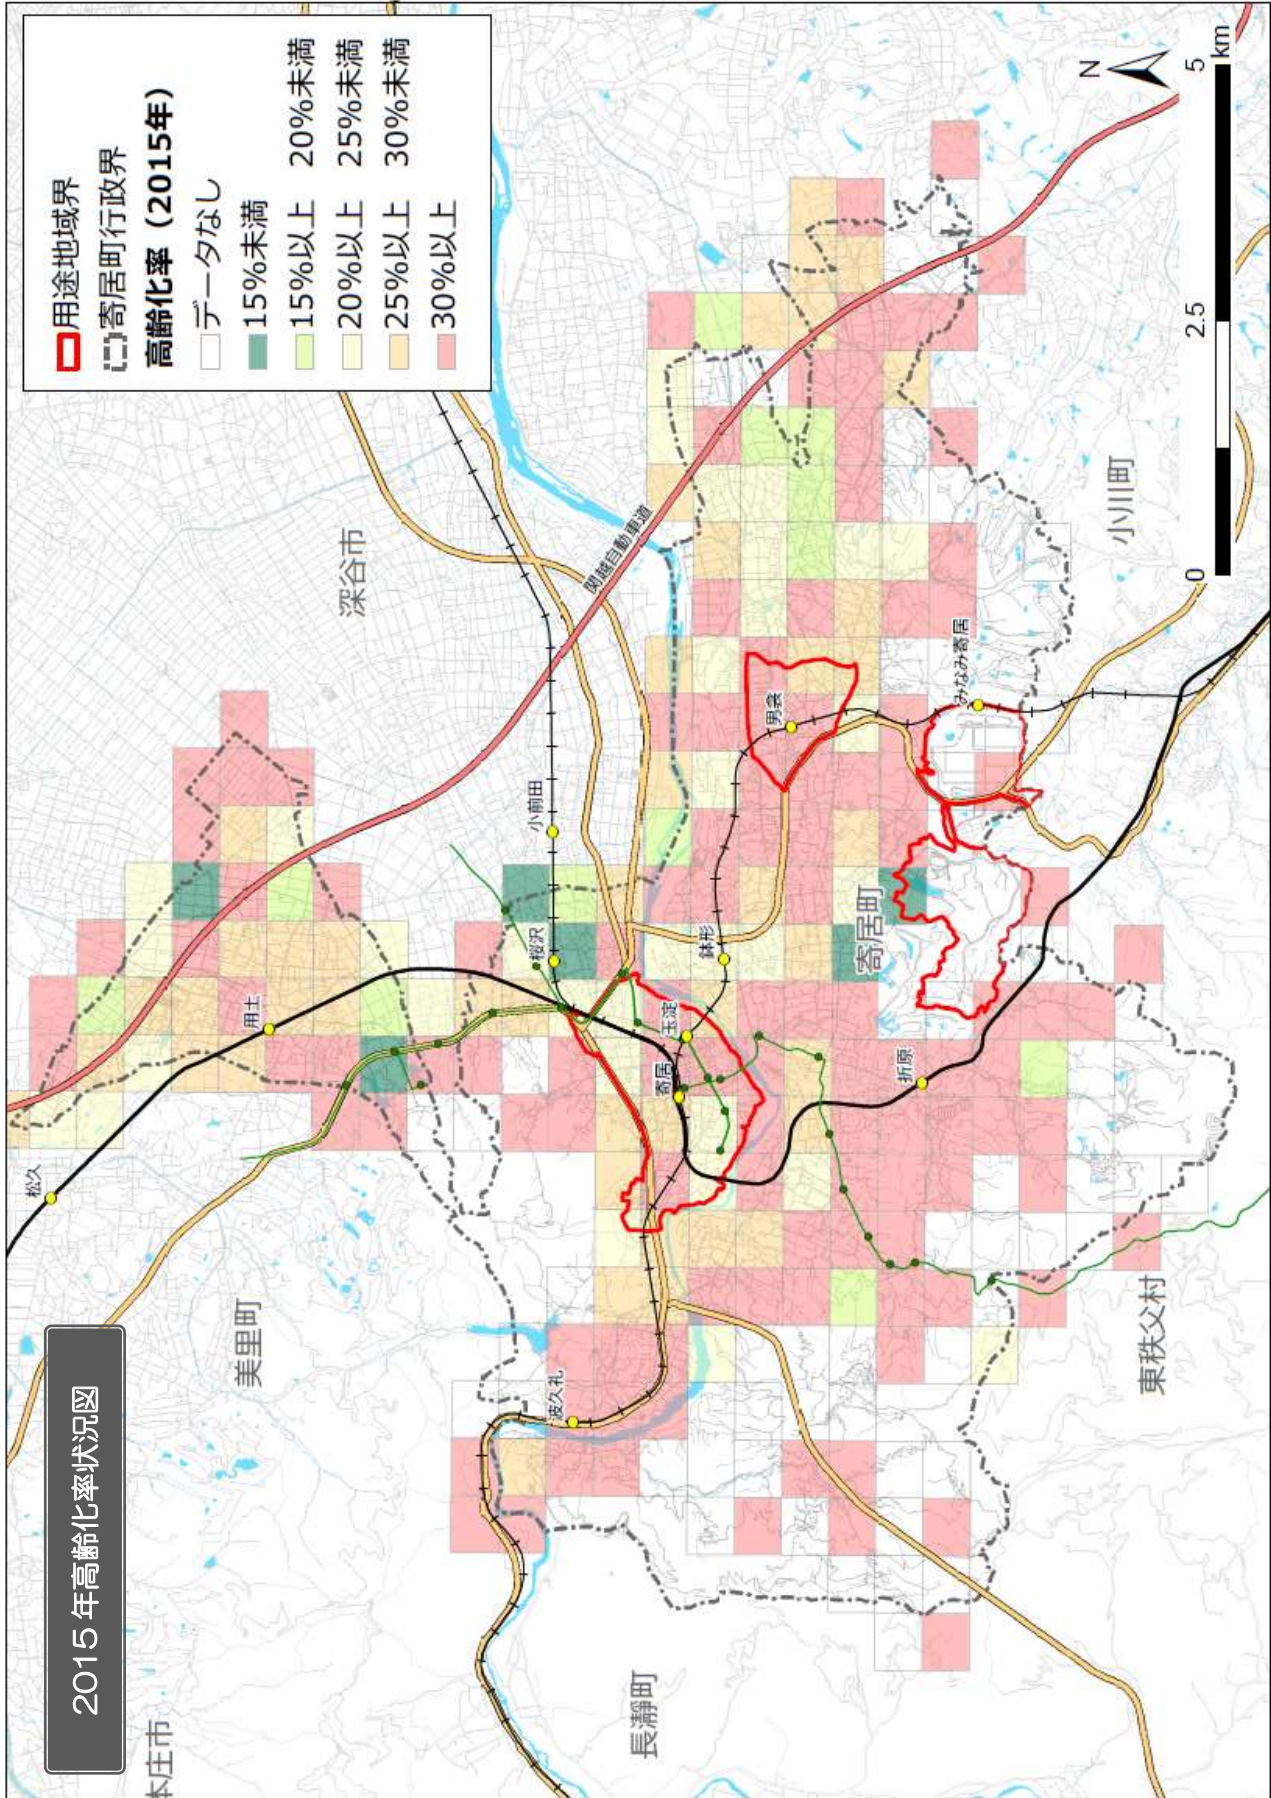 2015年高齢化率状況図
用途地域界
寄居町行政界
高齢化率（2015年）
データなし
15%未満
15%以上 20%未満
20%以上 25%未満
25%以上 30%未満
30%以上
本庄市
美里町
深谷市
長瀞町
東秩父村
小川町
寄居町
松久
用土
桜沢
小前田
波久礼
寄居
玉淀
鉢形
男衾
みなみ寄居
折原
関越自動車道
N
0 2.5 5
km